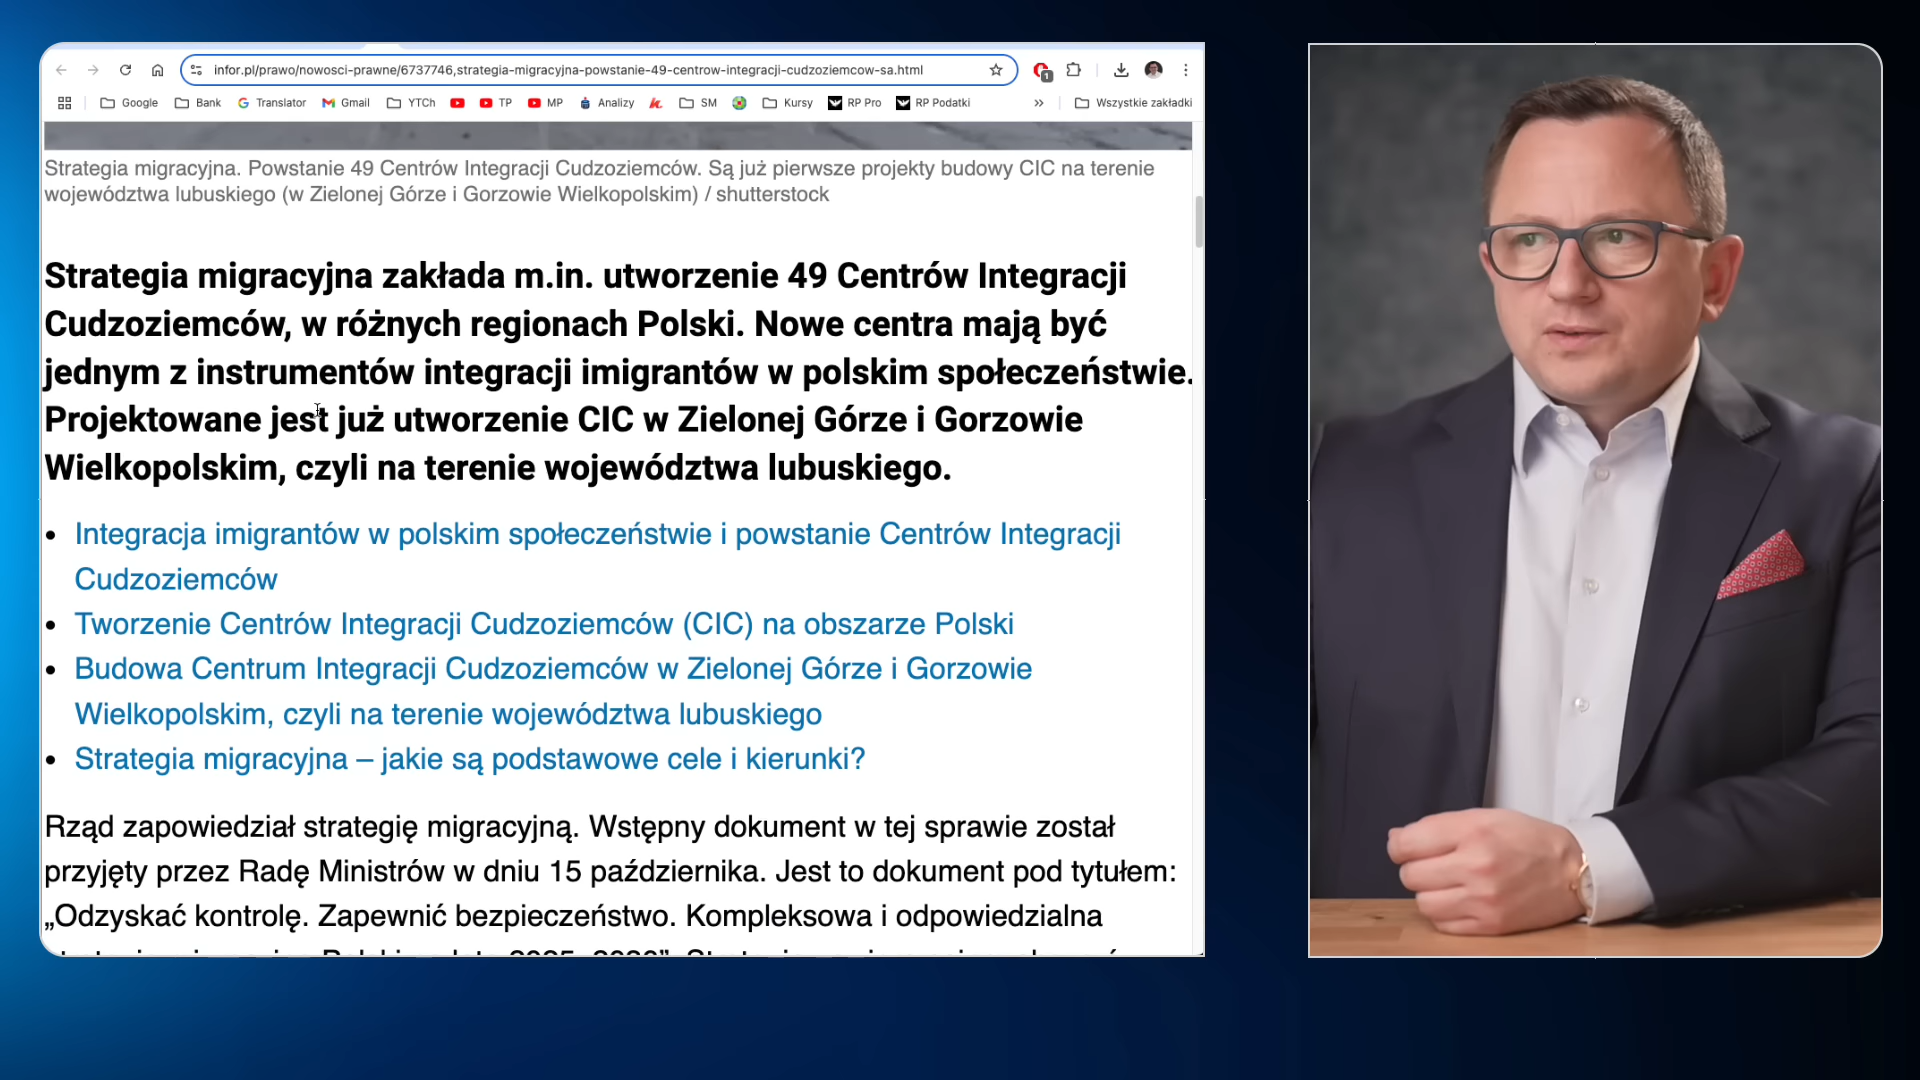 infor.pl/prawo/nowosci-prawne/6737746,strategia-migracyjna-powstanie-49-centrow-integracji-cudzoziemcow-sa.html
1
Google Bank Translator Gmail YTCh TP MP Analizy SM Kursy RP Pro RP Podatki » Wszystkie zakładki
Strategia migracyjna. Powstanie 49 Centrów Integracji Cudzoziemców. Są już pierwsze projekty budowy CIC na terenie
województwa lubuskiego (w Zielonej Górze i Gorzowie Wielkopolskim) / shutterstock
Strategia migracyjna zakłada m.in. utworzenie 49 Centrów Integracji
Cudzoziemców, w różnych regionach Polski. Nowe centra mają być
jednym z instrumentów integracji imigrantów w polskim społeczeństwie.
Projektowane jest już utworzenie CIC w Zielonej Górze i Gorzowie
Wielkopolskim, czyli na terenie województwa lubuskiego.
• Integracja imigrantów w polskim społeczeństwie i powstanie Centrów Integracji
Cudzoziemców
• Tworzenie Centrów Integracji Cudzoziemców (CIC) na obszarze Polski
• Budowa Centrum Integracji Cudzoziemców w Zielonej Górze i Gorzowie
Wielkopolskim, czyli na terenie województwa lubuskiego
• Strategia migracyjna – jakie są podstawowe cele i kierunki?
Rząd zapowiedział strategię migracyjną. Wstępny dokument w tej sprawie został
przyjęty przez Radę Ministrów w dniu 15 października. Jest to dokument pod tytułem:
„Odzyskać kontrolę. Zapewnić bezpieczeństwo. Kompleksowa i odpowiedzialna